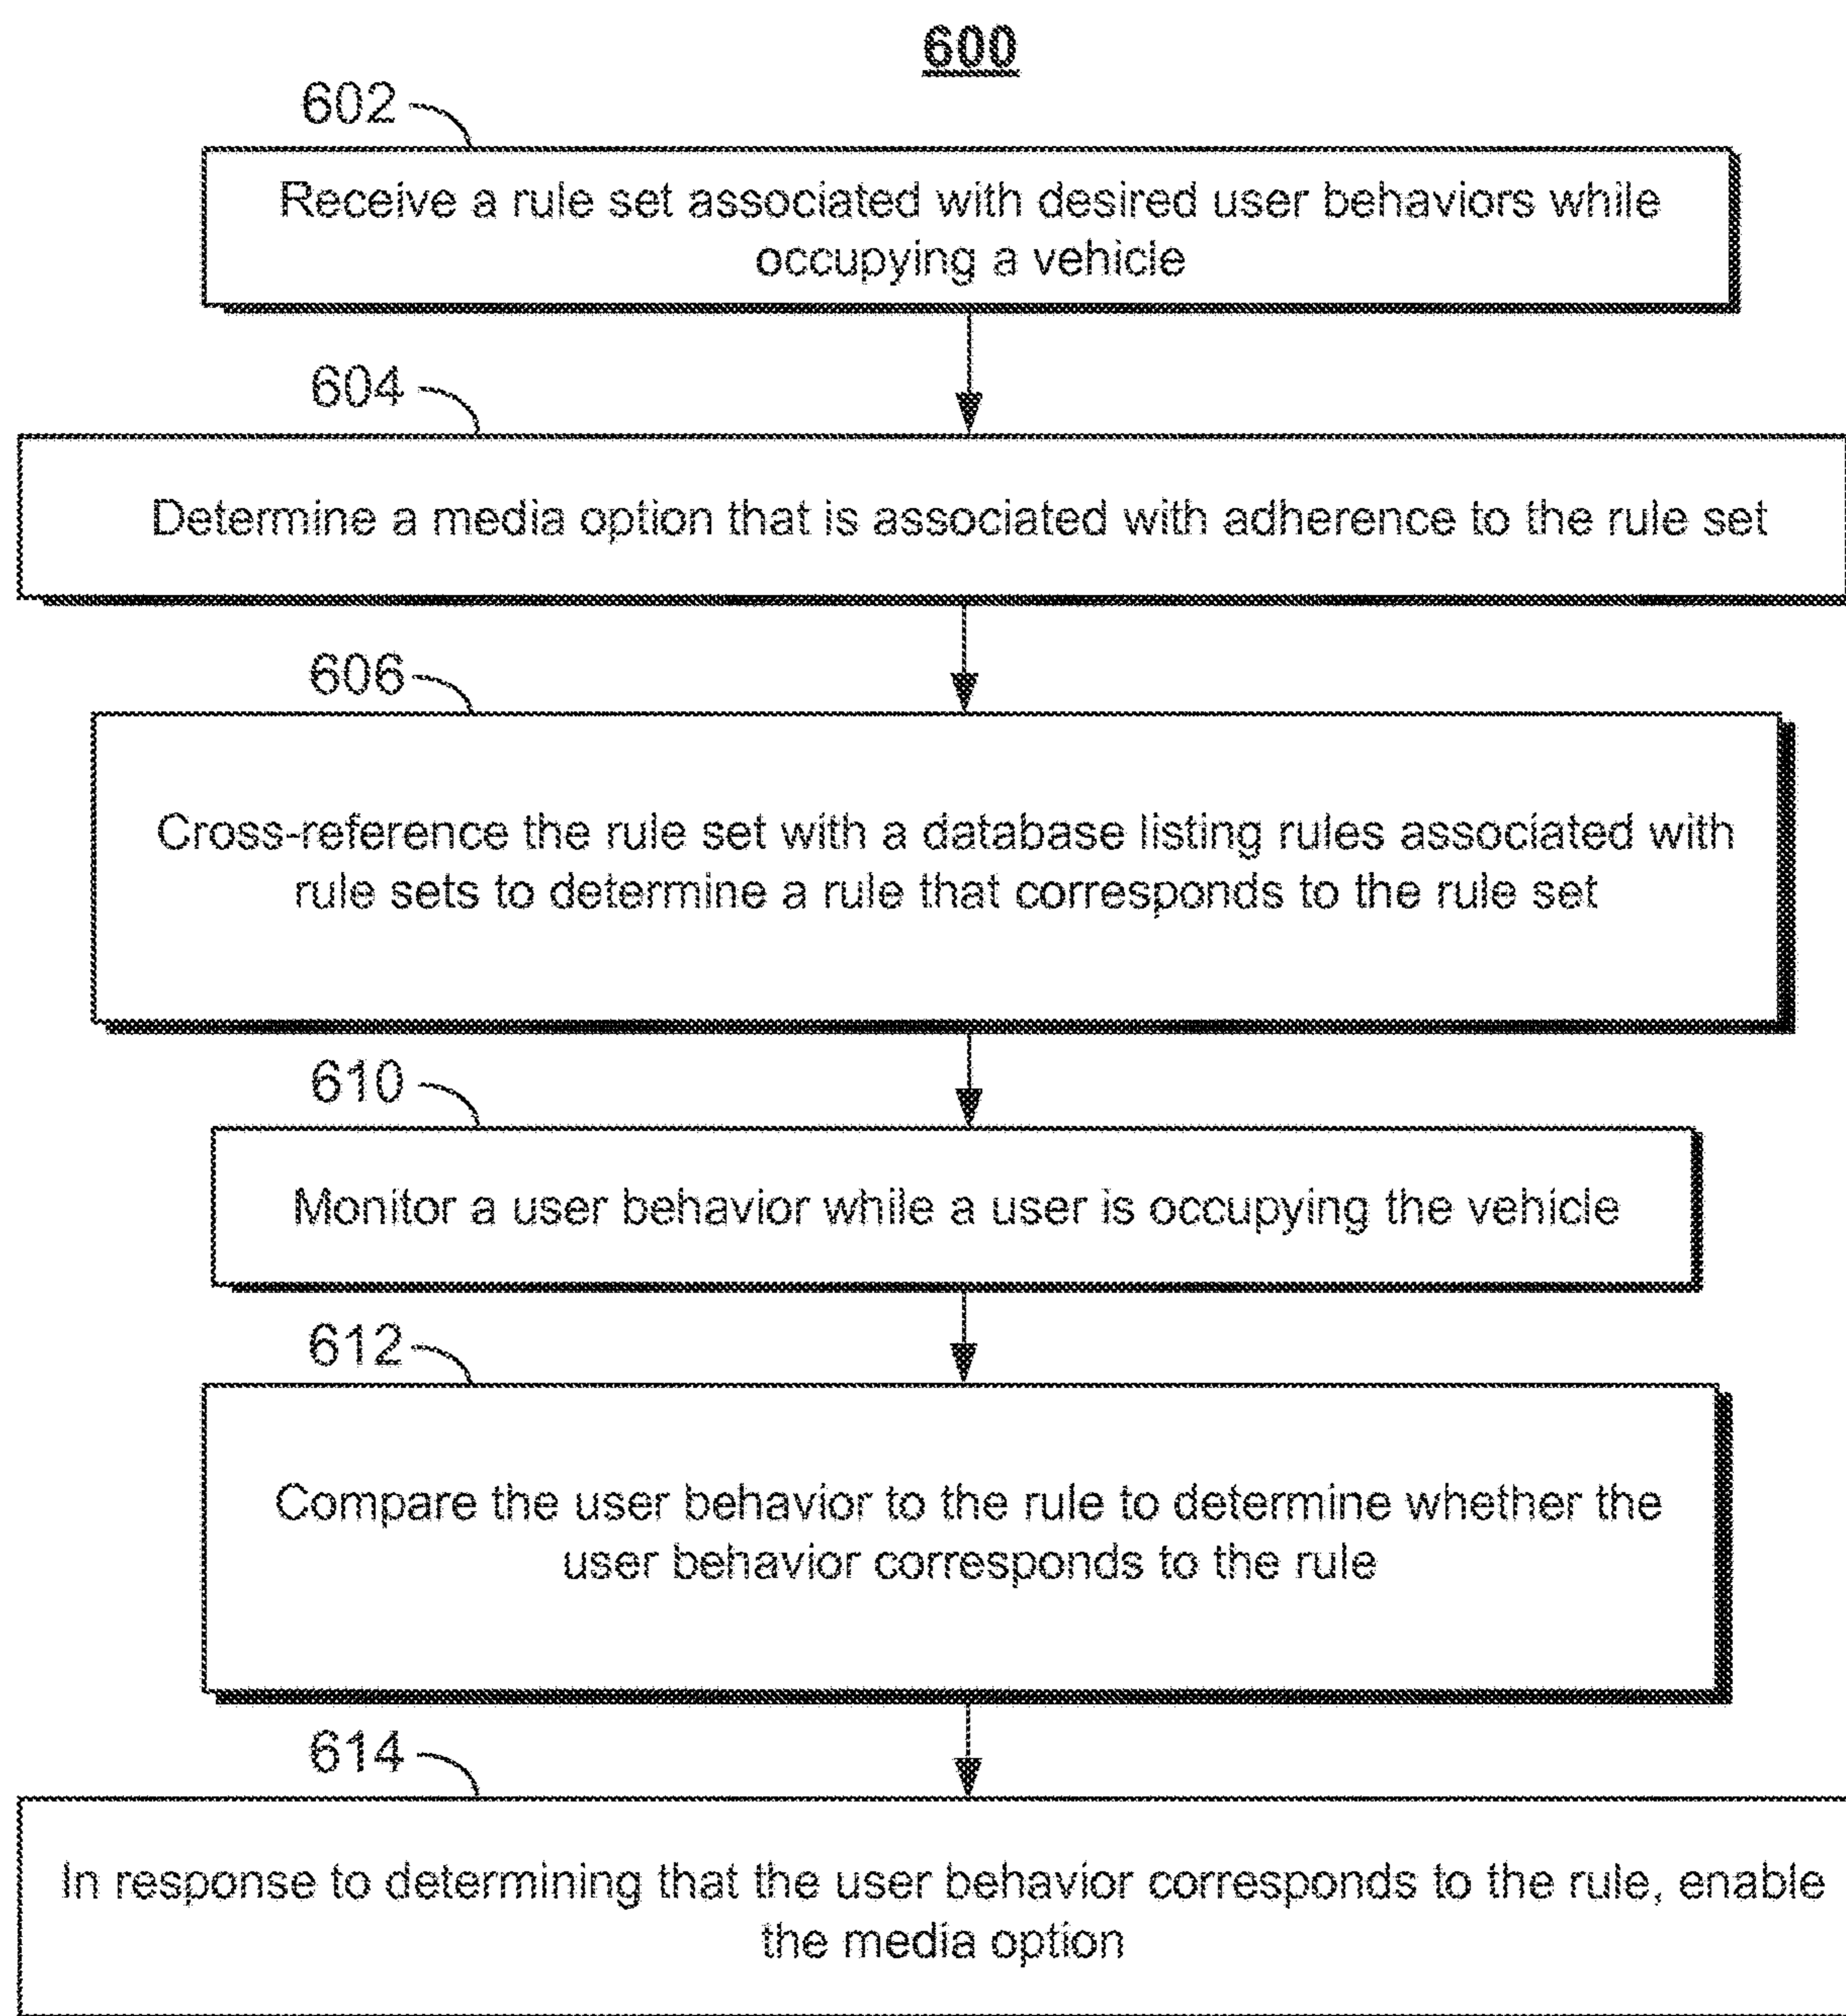 600
602
Receive a rule set associated with desired user behaviors while
occupying a vehicle
604
Determine a media option that is associated with adherence to the rule set
606
Cross-reference the rule set with a database listing rules associated with
rule sets to determine a rule that corresponds to the rule set
610
Monitor a user behavior while a user is occupying the vehicle
612
Compare the user behavior to the rule to determine whether the
user behavior corresponds to the rule
614
In response to determining that the user behavior corresponds to the rule, enable
the media option